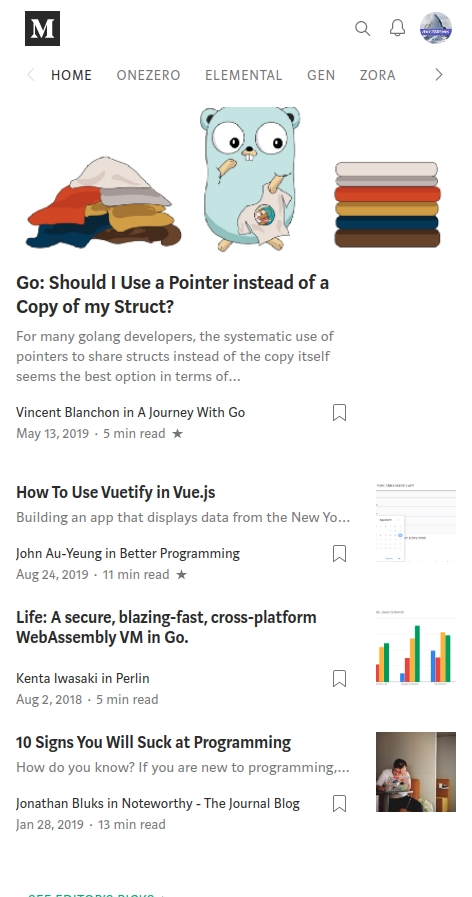 M
HOME ONEZERO ELEMENTAL GEN ZORA
Go: Should I Use a Pointer instead of a
Copy of my Struct?
For many golang developers, the systematic use of
pointers to share structs instead of the copy itself
seems the best option in terms of…
Vincent Blanchon in A Journey With Go
May 13, 2019 · 5 min read ★
How To Use Vuetify in Vue.js
Building an app that displays data from the New Yo…
John Au-Yeung in Better Programming
Aug 24, 2019 · 11 min read ★
Life: A secure, blazing-fast, cross-platform
WebAssembly VM in Go.
Kenta Iwasaki in Perlin
Aug 2, 2018 · 5 min read
10 Signs You Will Suck at Programming
How do you know? If you are new to programming,…
Jonathan Bluks in Noteworthy - The Journal Blog
Jan 28, 2019 · 13 min read
SEE EDITOR'S PICKS